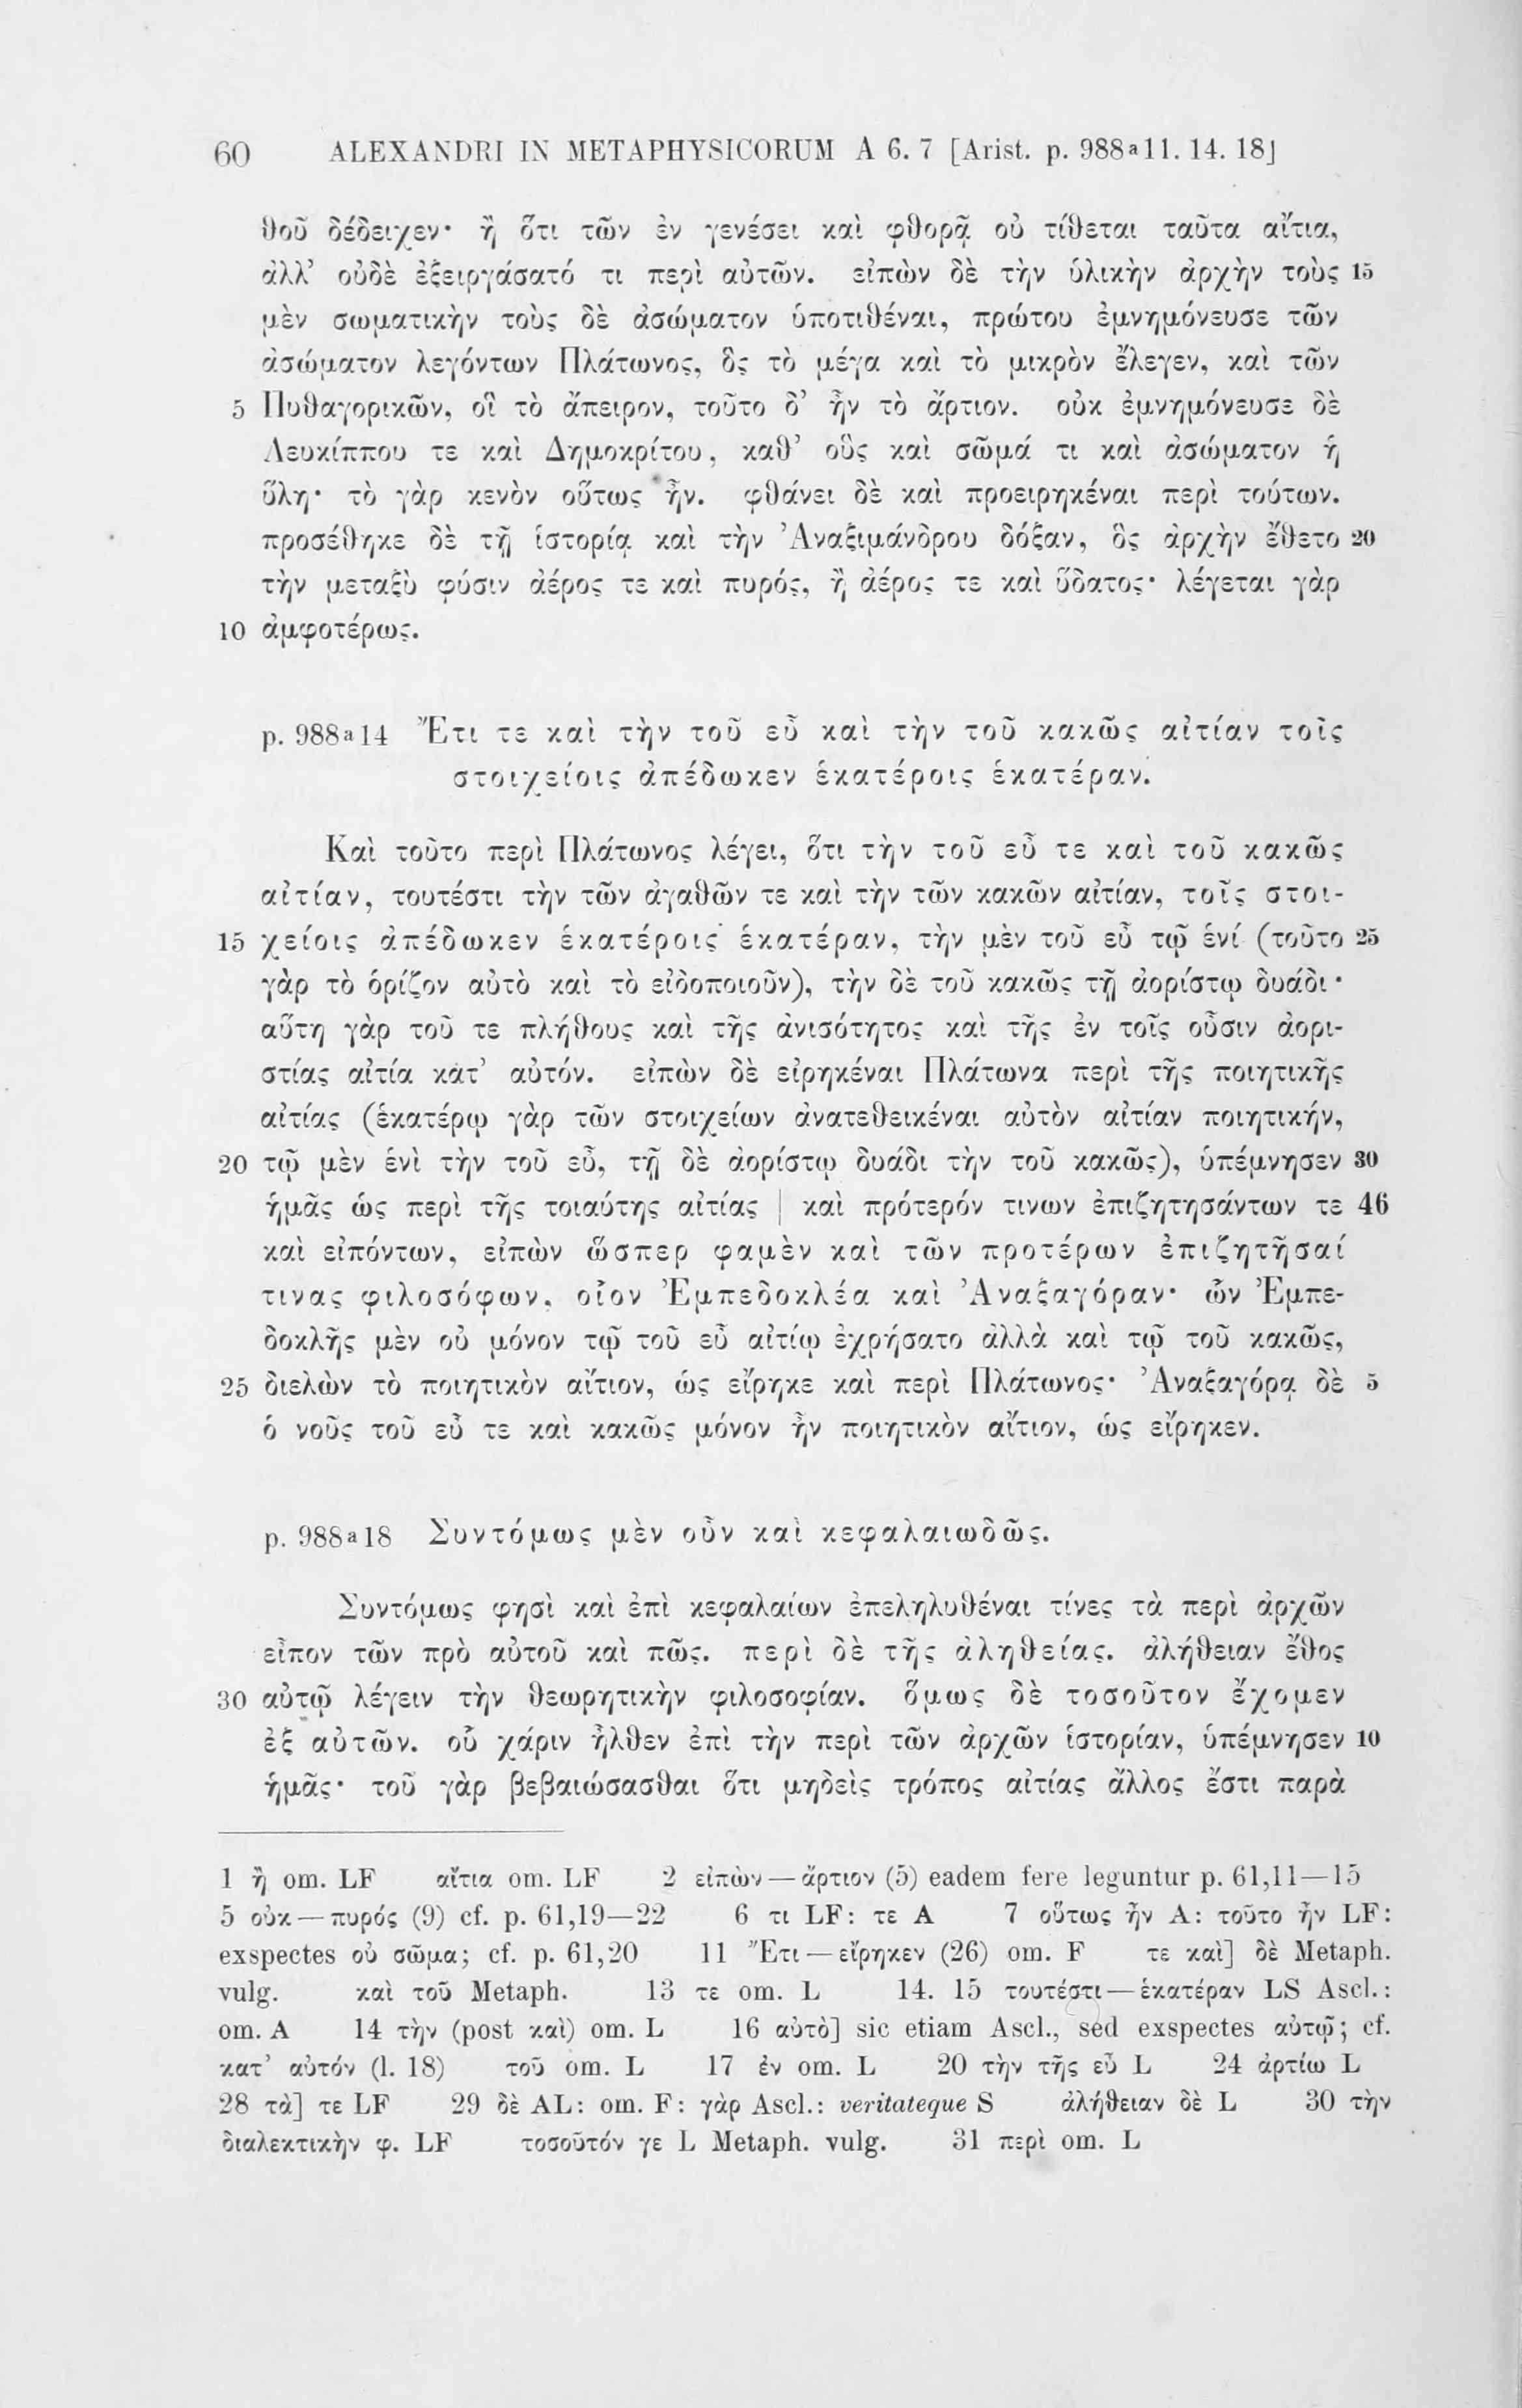 60 ALEXANDRI IN METAPHYSICORUM A 6. 7 [Arist. p. 988a11. 14. 18]
θοῦ δέδειχεν· ἢ ὅτι τῶν ἐν γενέσει καὶ φθορᾷ οὐ τίθεται ταῦτα αἴτια,
ἀλλ’ οὐδὲ ἐξειργάσατό τι περὶ αὐτῶν. εἰπὼν δὲ τὴν ὑλικὴν ἀρχὴν τοὺς 15
μὲν σωματικὴν τοὺς δὲ ἀσώματον ὑποτιθέναι, πρώτου ἐμνημόνευσε τῶν
ἀσώματον λεγόντων Πλάτωνος, ὃς τὸ μέγα καὶ τὸ μικρὸν ἔλεγεν, καὶ τῶν
5 Πυθαγορικῶν, οἳ τὸ ἄπειρον, τοῦτο δ’ ἦν τὸ ἄρτιον. οὐκ ἐμνημόνευσε δὲ
Λευκίππου τε καὶ Δημοκρίτου, καθ’ οὓς καὶ σῶμά τι καὶ ἀσώματον ἡ
ὕλη· τὸ γὰρ κενὸν οὕτως ἦν. φθάνει δὲ καὶ προειρηκέναι περὶ τούτων.
προσέθηκε δὲ τῇ ἱστορίᾳ καὶ τὴν Ἀναξιμάνδρου δόξαν, ὃς ἀρχὴν ἔθετο 20
τὴν μεταξὺ φύσιν ἀέρος τε καὶ πυρός, ἢ ἀέρος τε καὶ ὕδατος· λέγεται γὰρ
10 ἀμφοτέρως.
p. 988a14 Ἔτι τε καὶ τὴν τοῦ εὖ καὶ τὴν τοῦ κακῶς αἰτίαν τοῖς
στοιχείοις ἀπέδωκεν ἑκατέροις ἑκατέραν.
Καὶ τοῦτο περὶ Πλάτωνος λέγει, ὅτι τὴν τοῦ εὖ τε καὶ τοῦ κακῶς
αἰτίαν, τουτέστι τὴν τῶν ἀγαθῶν τε καὶ τὴν τῶν κακῶν αἰτίαν, τοῖς στοι-
15 χείοις ἀπέδωκεν ἑκατέροις ἑκατέραν, τὴν μὲν τοῦ εὖ τῷ ἑνί (τοῦτο 25
γὰρ τὸ ὁρίζον αὐτὸ καὶ τὸ εἰδοποιοῦν), τὴν δὲ τοῦ κακῶς τῇ ἀορίστῳ δυάδι·
αὕτη γὰρ τοῦ τε πλήθους καὶ τῆς ἀνισότητος καὶ τῆς ἐν τοῖς οὖσιν ἀορι-
στίας αἰτία κατ’ αὐτόν. εἰπὼν δὲ εἰρηκέναι Πλάτωνα περὶ τῆς ποιητικῆς
αἰτίας (ἑκατέρῳ γὰρ τῶν στοιχείων ἀνατεθεικέναι αὐτὸν αἰτίαν ποιητικήν,
20 τῷ μὲν ἑνὶ τὴν τοῦ εὖ, τῇ δὲ ἀορίστῳ δυάδι τὴν τοῦ κακῶς), ὑπέμνησεν 30
ἡμᾶς ὡς περὶ τῆς τοιαύτης αἰτίας | καὶ πρότερόν τινων ἐπιζητησάντων τε 46
καὶ εἰπόντων, εἰπὼν ὥσπερ φαμὲν καὶ τῶν προτέρων ἐπιζητῆσαί
τινας φιλοσόφων, οἷον Ἐμπεδοκλέα καὶ Ἀναξαγόραν· ὧν Ἐμπε-
δοκλῆς μὲν οὐ μόνον τῷ τοῦ εὖ αἰτίῳ ἐχρήσατο ἀλλὰ καὶ τῷ τοῦ κακῶς,
25 διελὼν τὸ ποιητικὸν αἴτιον, ὡς εἴρηκε καὶ περὶ Πλάτωνος· Ἀναξαγόρᾳ δὲ 5
ὁ νοῦς τοῦ εὖ τε καὶ κακῶς μόνον ἦν ποιητικὸν αἴτιον, ὡς εἴρηκεν.
p. 988a18 Συντόμως μὲν οὖν καὶ κεφαλαιωδῶς.
Συντόμως φησὶ καὶ ἐπὶ κεφαλαίων ἐπεληλυθέναι τίνες τὰ περὶ ἀρχῶν
εἶπον τῶν πρὸ αὐτοῦ καὶ πῶς. περὶ δὲ τῆς ἀληθείας. ἀλήθειαν ἔθος
30 αὐτῷ λέγειν τὴν θεωρητικὴν φιλοσοφίαν. ὅμως δὲ τοσοῦτον ἔχομεν
ἐξ αὐτῶν. οὗ χάριν ἦλθεν ἐπὶ τὴν περὶ τῶν ἀρχῶν ἱστορίαν, ὑπέμνησεν 10
ἡμᾶς· τοῦ γὰρ βεβαιώσασθαι ὅτι μηδεὶς τρόπος αἰτίας ἄλλος ἔστι παρὰ
1 ἢ om. LF αἴτια om. LF 2 εἰπὼν — ἄρτιον (5) eadem fere leguntur p. 61,11—15
5 οὐκ — πυρός (9) cf. p. 61,19—22 6 τι LF: τε A 7 οὕτως ἦν A: τοῦτο ἦν LF:
exspectes οὐ σῶμα; cf. p. 61,20 11 Ἔτι — εἴρηκεν (26) om. F τε καὶ] δὲ Metaph.
vulg. καὶ τοῦ Metaph. 13 τε om. L 14. 15 τουτέστι — ἑκατέραν LS Ascl.:
om. A 14 τὴν (post καὶ) om. L 16 αὐτὸ] sic etiam Ascl., sed exspectes αὐτῷ; cf.
κατ’ αὐτόν (l. 18) τοῦ om. L 17 ἐν om. L 20 τὴν τῆς εὖ L 24 ἀρτίω L
28 τὰ] τε LF 29 δὲ AL: om. F: γὰρ Ascl.: veritateque S ἀλήθειαν δὲ L 30 τὴν
διαλεκτικὴν φ. LF τοσοῦτόν γε L Metaph. vulg. 31 περὶ om. L